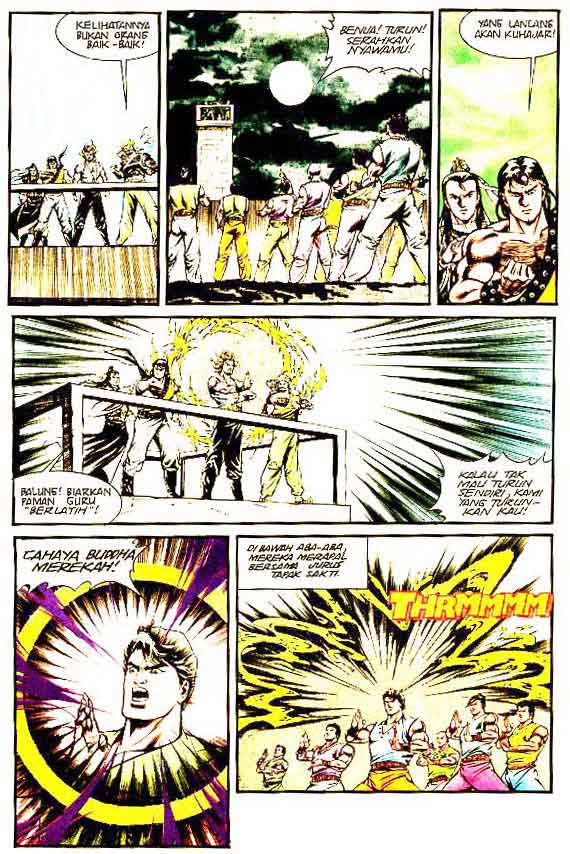 KELIHATANNYA
BUKAN ORANG
BAIK-BAIK!
BENUA! TURUN!
SERAHKAN
NYAWAMU!
YANG LANCANG
AKAN KUHAJAR!
BALUNG! BIARKAN
PAMAN GURU
"BERLATIH"!
KALAU TAK
MAU TURUN
SENDIRI, KAMI
YANG TURUN-
KAN KAU!
CAHAYA BUDDHA
MEREKAH!
DI BAWAH ABA-ABA,
MEREKA MERAPAL
BERSAMA JURUS
TAPAK SAKTI.
THRMMMM